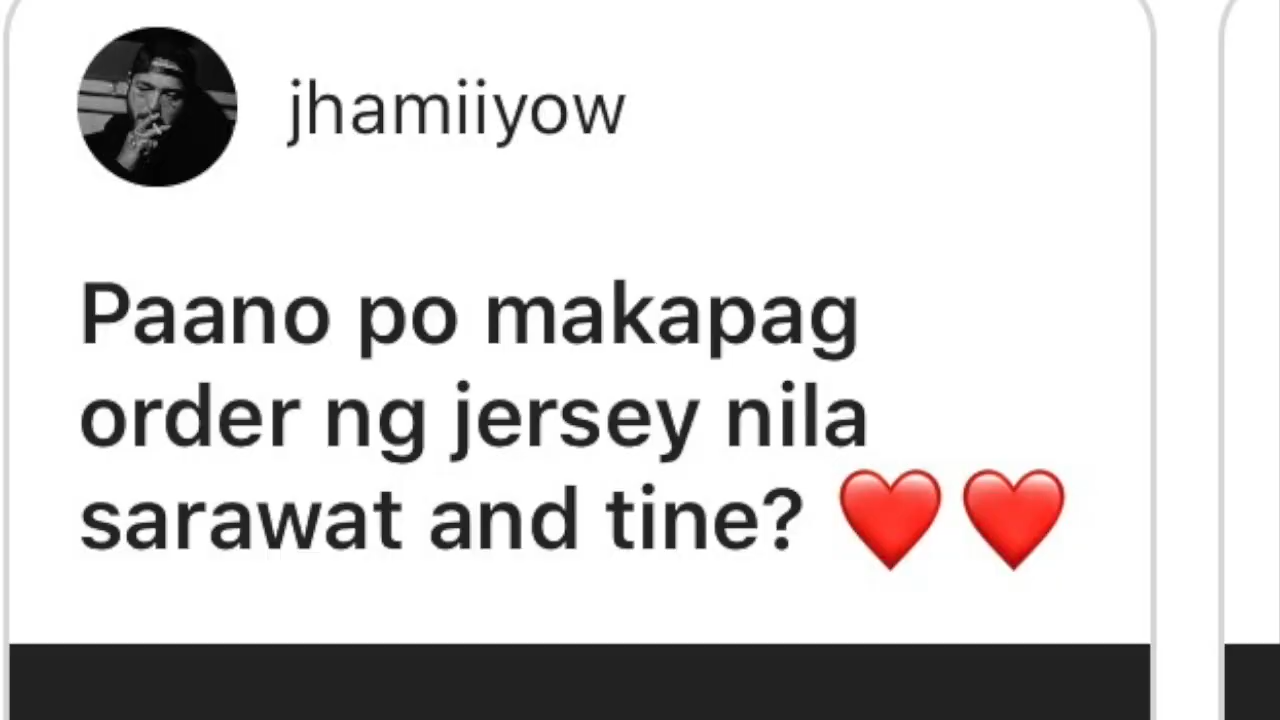 jhamiiyow
Paano po makapag
order ng jersey nila
sarawat and tine? ❤️❤️